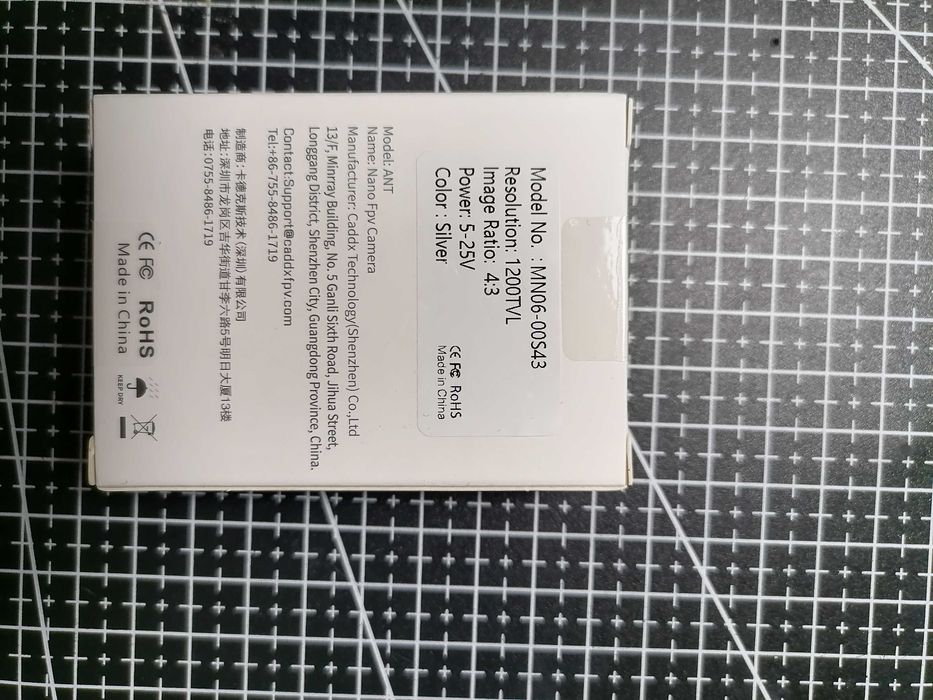 Model No. : MN06-00S43
Resolution: 1200TVL
Image Ratio: 4:3
Power: 5-25V
Color : Silver
CE FC RoHS
Made in China
Model: ANT
Name: Nano Fpv Camera
Manufacturer: Caddx Technology(Shenzhen) Co.,Ltd
13/F, Minrray Building, No. 5 Ganli Sixth Road, Jihua Street,
Longgang District, Shenzhen City, Guangdong Province, China.
Contact:Support@caddxfpv.com
Tel:+86-755-8486-1719
制造商:卡德克斯技术(深圳)有限公司
地址:深圳市龙岗区吉华街道甘李六路5号明日大厦13楼
电话:0755-8486-1719
CE FC RoHS
Made in China
KEEP DRY